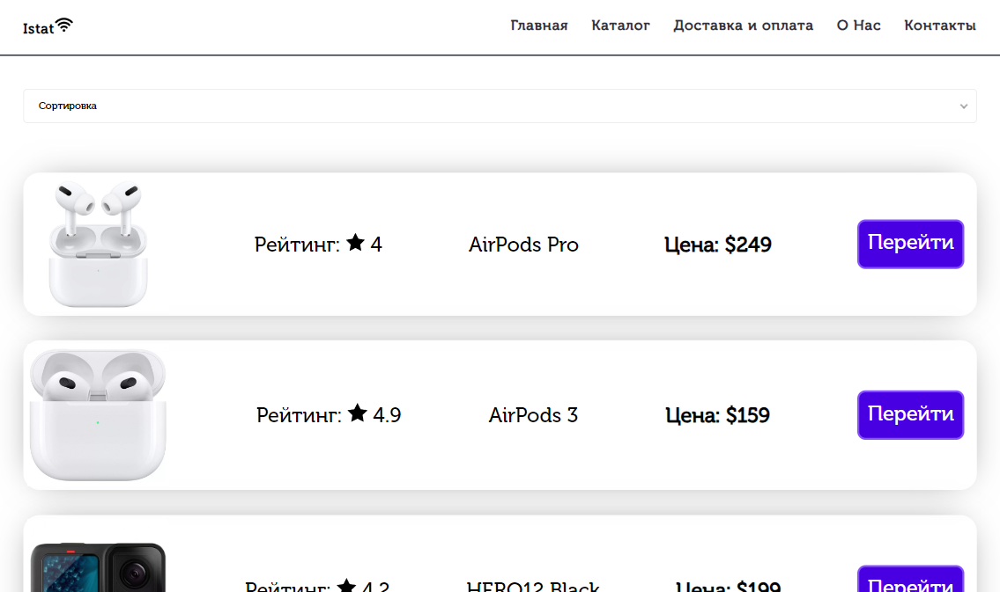 Istat
Главная Каталог Доставка и оплата О Нас Контакты
Сортировка
Рейтинг: ★ 4 AirPods Pro Цена: $249 Перейти
Рейтинг: ★ 4.9 AirPods 3 Цена: $159 Перейти
Рейтинг: ★ 4.2 HERO12 Black Цена: $199 Перейти